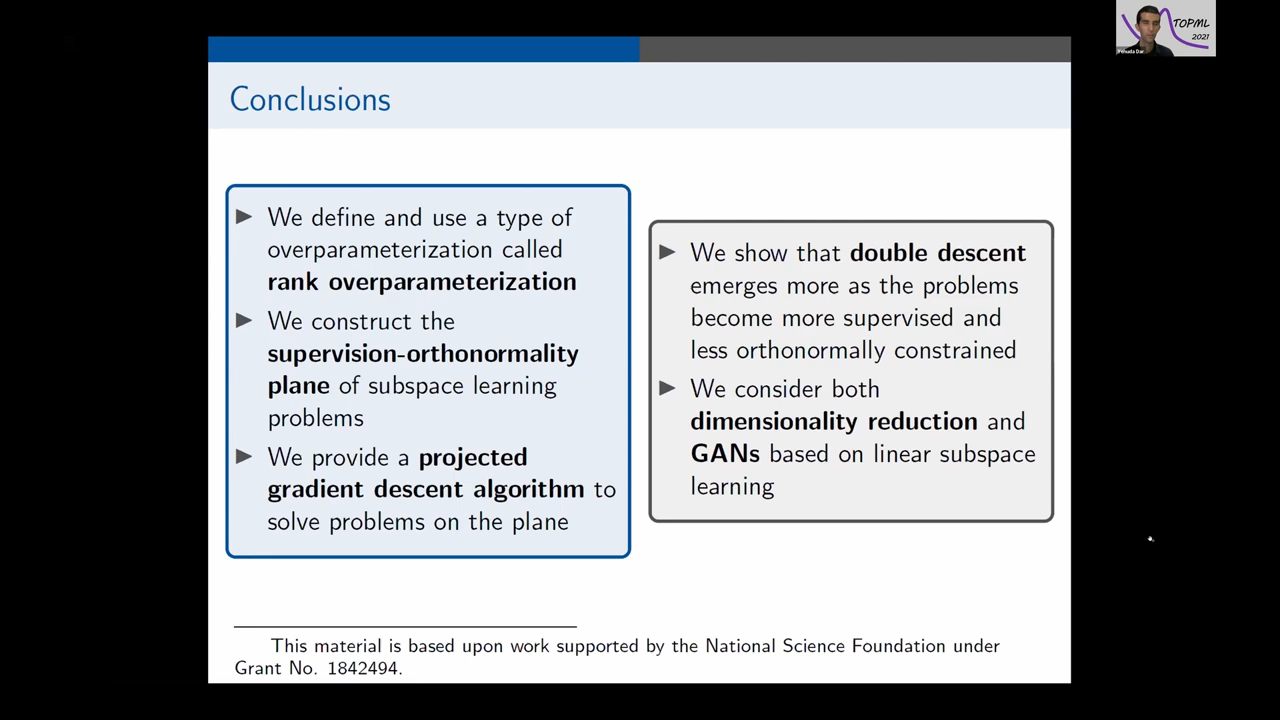 Conclusions
▶ We define and use a type of
overparameterization called
rank overparameterization
▶ We construct the
supervision-orthonormality
plane of subspace learning
problems
▶ We provide a projected
gradient descent algorithm to
solve problems on the plane
▶ We show that double descent
emerges more as the problems
become more supervised and
less orthonormally constrained
▶ We consider both
dimensionality reduction and
GANs based on linear subspace
learning
This material is based upon work supported by the National Science Foundation under
Grant No. 1842494.
TOPML
2021
Yehuda Dar